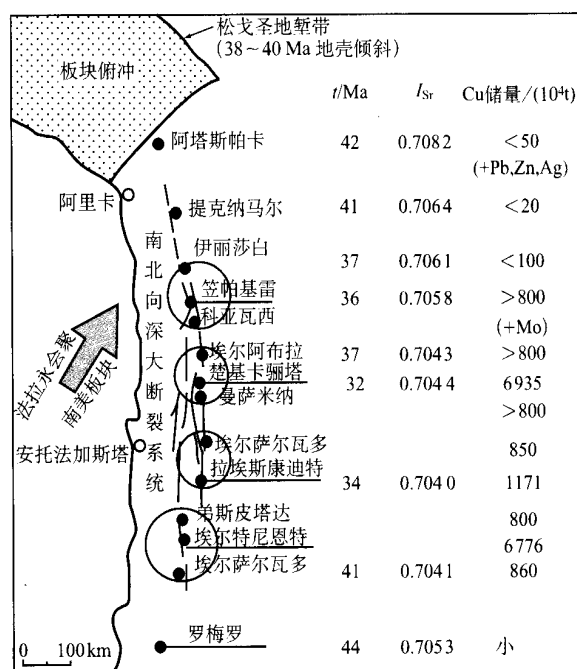 松戈圣地堑带
(38～40 Ma 地壳倾斜)
板块俯冲
t/Ma I_Sr Cu储量/(10⁴t)
阿塔斯帕卡 42 0.7082 <50
(+Pb,Zn,Ag)
阿里卡
提克纳马尔 41 0.7064 <20
伊丽莎白 37 0.7061 <100
笠帕基雷 36 0.7058 >800
科亚瓦西 (+Mo)
埃尔阿布拉 37 0.7043 >800
楚基卡骊塔 32 0.7044 6935
曼萨米纳 >800
南北向深大断裂系统
法拉永会聚
南美板块
安托法加斯塔
埃尔萨尔瓦多 850
拉埃斯康迪特 34 0.7040 1171
弟斯皮塔达 800
埃尔特尼恩特 6776
埃尔萨尔瓦多 41 0.7041 860
罗梅罗 44 0.7053 小
0 100km